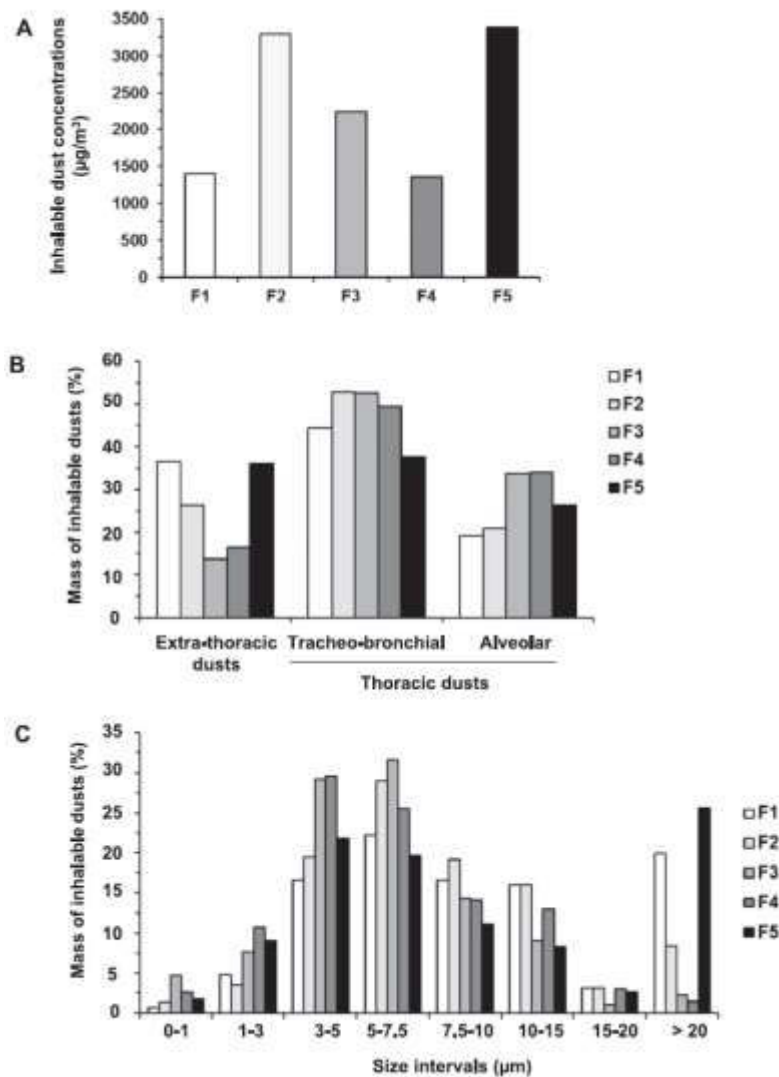 A
Inhalable dust concentrations
(µg/m³)
3500
3000
2500
2000
1500
1000
500
0
F1 F2 F3 F4 F5
B
Mass of inhalable dusts (%)
60
50
40
30
20
10
0
F1
F2
F3
F4
F5
Extra-thoracic Tracheo-bronchial Alveolar
dusts
Thoracic dusts
C
Mass of inhalable dusts (%)
35
30
25
20
15
10
5
0
F1
F2
F3
F4
F5
0-1 1-3 3-5 5-7.5 7.5-10 10-15 15-20 > 20
Size intervals (µm)